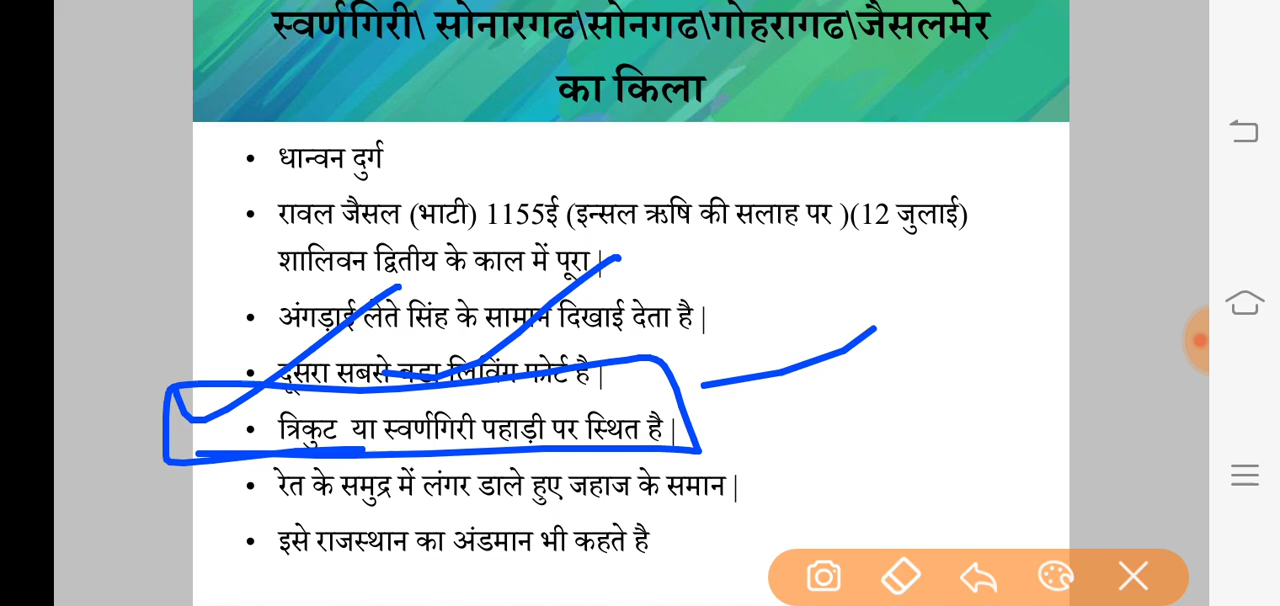 स्वर्णगिरी\ सोनारगढ\सोनगढ\गोहरागढ\जैसलमेर
का किला
• धान्वन दुर्ग
• रावल जैसल (भाटी) 1155ई (इन्सल ऋषि की सलाह पर )(12 जुलाई)
शालिवन द्वितीय के काल में पूरा |
• अंगड़ाई लेते सिंह के सामान दिखाई देता है |
• दूसरा सबसे बडा लिविंग फोर्ट है |
• त्रिकुट या स्वर्णगिरी पहाड़ी पर स्थित है |
• रेत के समुद्र में लंगर डाले हुए जहाज के समान |
• इसे राजस्थान का अंडमान भी कहते है